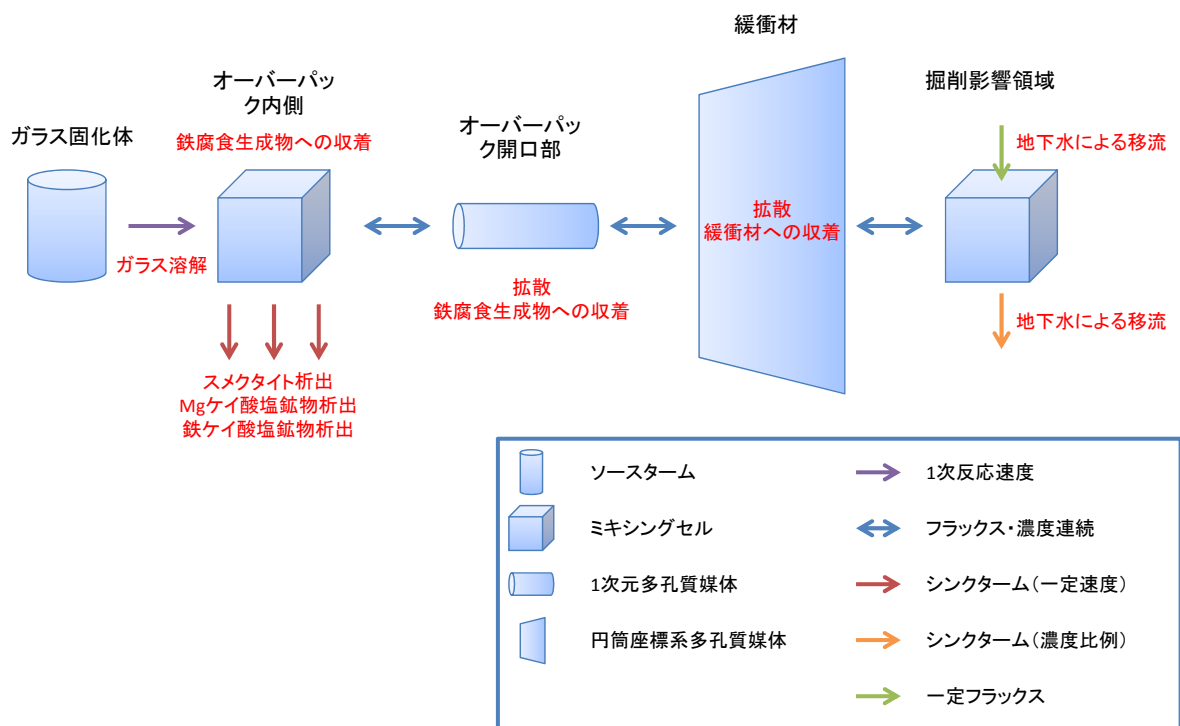 ガラス固化体
オーバーパッ
ク内側
鉄腐食生成物への収着
ガラス溶解
スメクタイト析出
Mgケイ酸塩鉱物析出
鉄ケイ酸塩鉱物析出
オーバーパッ
ク開口部
拡散
鉄腐食生成物への収着
緩衝材
拡散
緩衝材への収着
掘削影響領域
地下水による移流
地下水による移流
ソースターム
ミキシングセル
1次元多孔質媒体
円筒座標系多孔質媒体
1次反応速度
フラックス・濃度連続
シンクターム(一定速度)
シンクターム(濃度比例)
一定フラックス